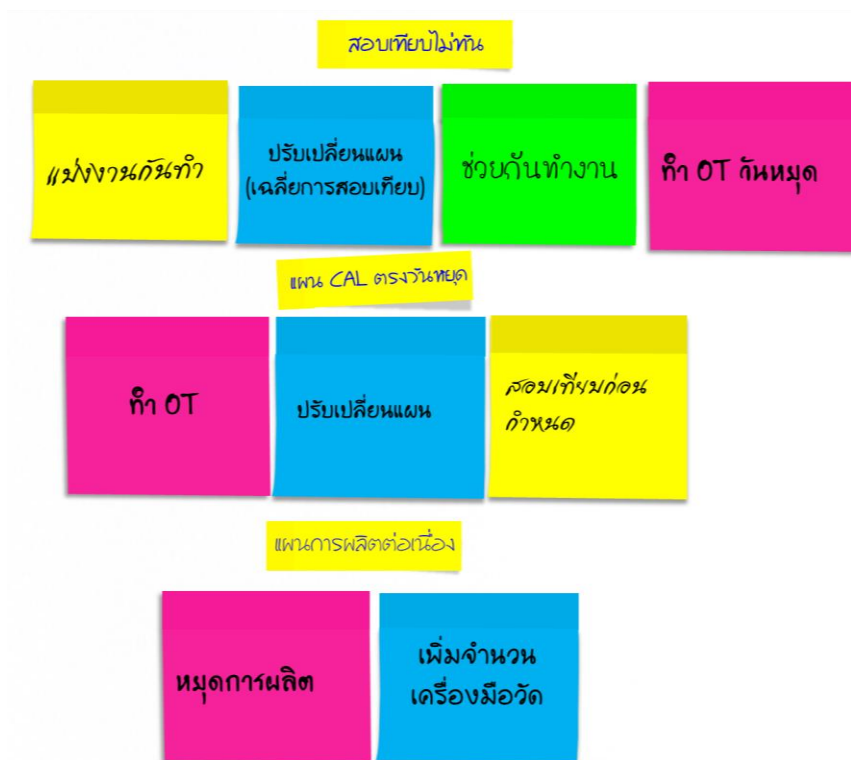 สอบเทียบไม่ทัน
แบ่งงานกันทำ
ปรับเปลี่ยนแผน
(เฉลี่ยการสอบเทียบ)
ช่วยกันทำงาน
ทำ OT วันหยุด
แผน CAL ตรงวันหยุด
ทำ OT
ปรับเปลี่ยนแผน
สอบเทียบก่อน
กำหนด
แผนการผลิตต่อเนื่อง
หยุดการผลิต
เพิ่มจำนวน
เครื่องมือวัด